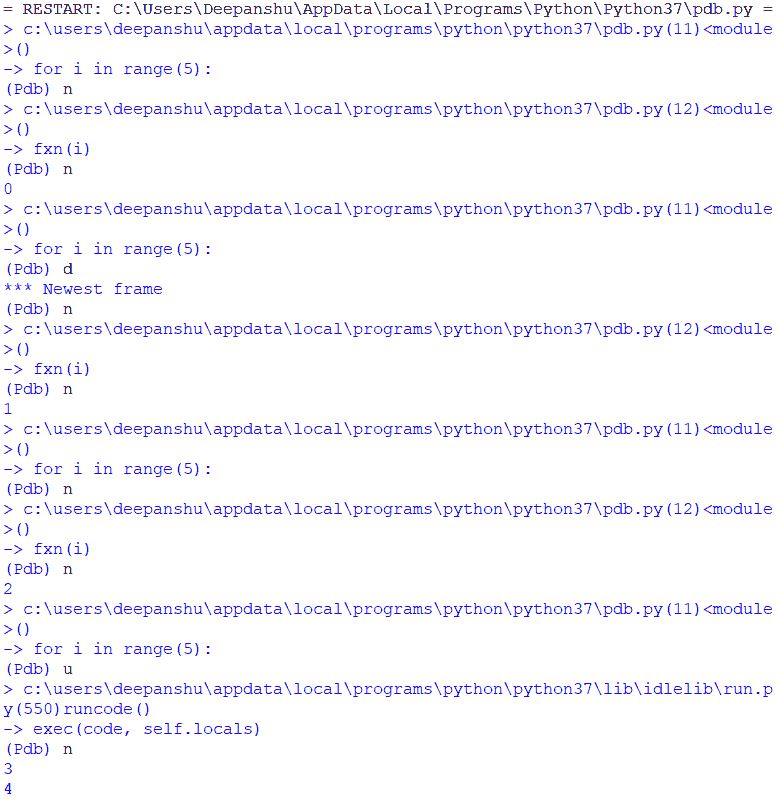 = RESTART: C:\Users\Deepanshu\AppData\Local\Programs\Python\Python37\pdb.py =
> c:\users\deepanshu\appdata\local\programs\python\python37\pdb.py(11)<module
>()
-> for i in range(5):
(Pdb) n
> c:\users\deepanshu\appdata\local\programs\python\python37\pdb.py(12)<module
>()
-> fxn(i)
(Pdb) n
0
> c:\users\deepanshu\appdata\local\programs\python\python37\pdb.py(11)<module
>()
-> for i in range(5):
(Pdb) d
*** Newest frame
(Pdb) n
> c:\users\deepanshu\appdata\local\programs\python\python37\pdb.py(12)<module
>()
-> fxn(i)
(Pdb) n
1
> c:\users\deepanshu\appdata\local\programs\python\python37\pdb.py(11)<module
>()
-> for i in range(5):
(Pdb) n
> c:\users\deepanshu\appdata\local\programs\python\python37\pdb.py(12)<module
>()
-> fxn(i)
(Pdb) n
2
> c:\users\deepanshu\appdata\local\programs\python\python37\pdb.py(11)<module
>()
-> for i in range(5):
(Pdb) u
> c:\users\deepanshu\appdata\local\programs\python\python37\lib\idlelib\run.p
y(550)runcode()
-> exec(code, self.locals)
(Pdb) n
3
4